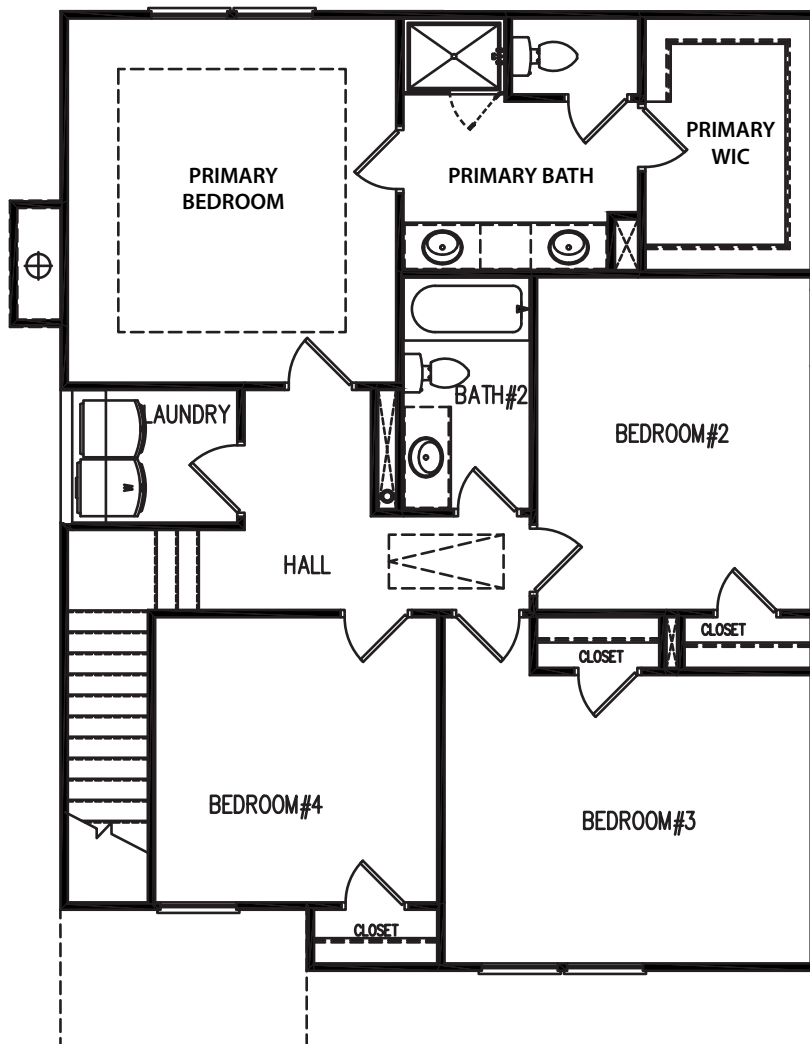 PRIMARY
WIC
PRIMARY
BEDROOM
PRIMARY BATH
LAUNDRY
BATH#2
BEDROOM#2
HALL
CLOSET
CLOSET
BEDROOM#4
BEDROOM#3
CLOSET
W